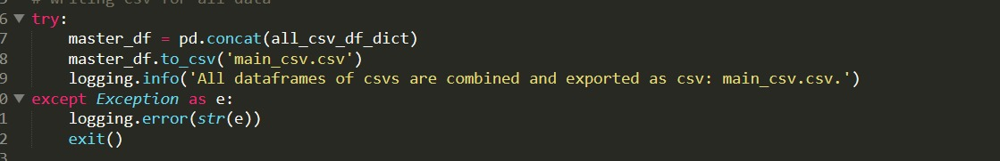 # writing csv for all data
6 try:
7 master_df = pd.concat(all_csv_df_dict)
8 master_df.to_csv('main_csv.csv')
9 logging.info('All dataframes of csvs are combined and exported as csv: main_csv.csv.')
0 except Exception as e:
1 logging.error(str(e))
2 exit()
3